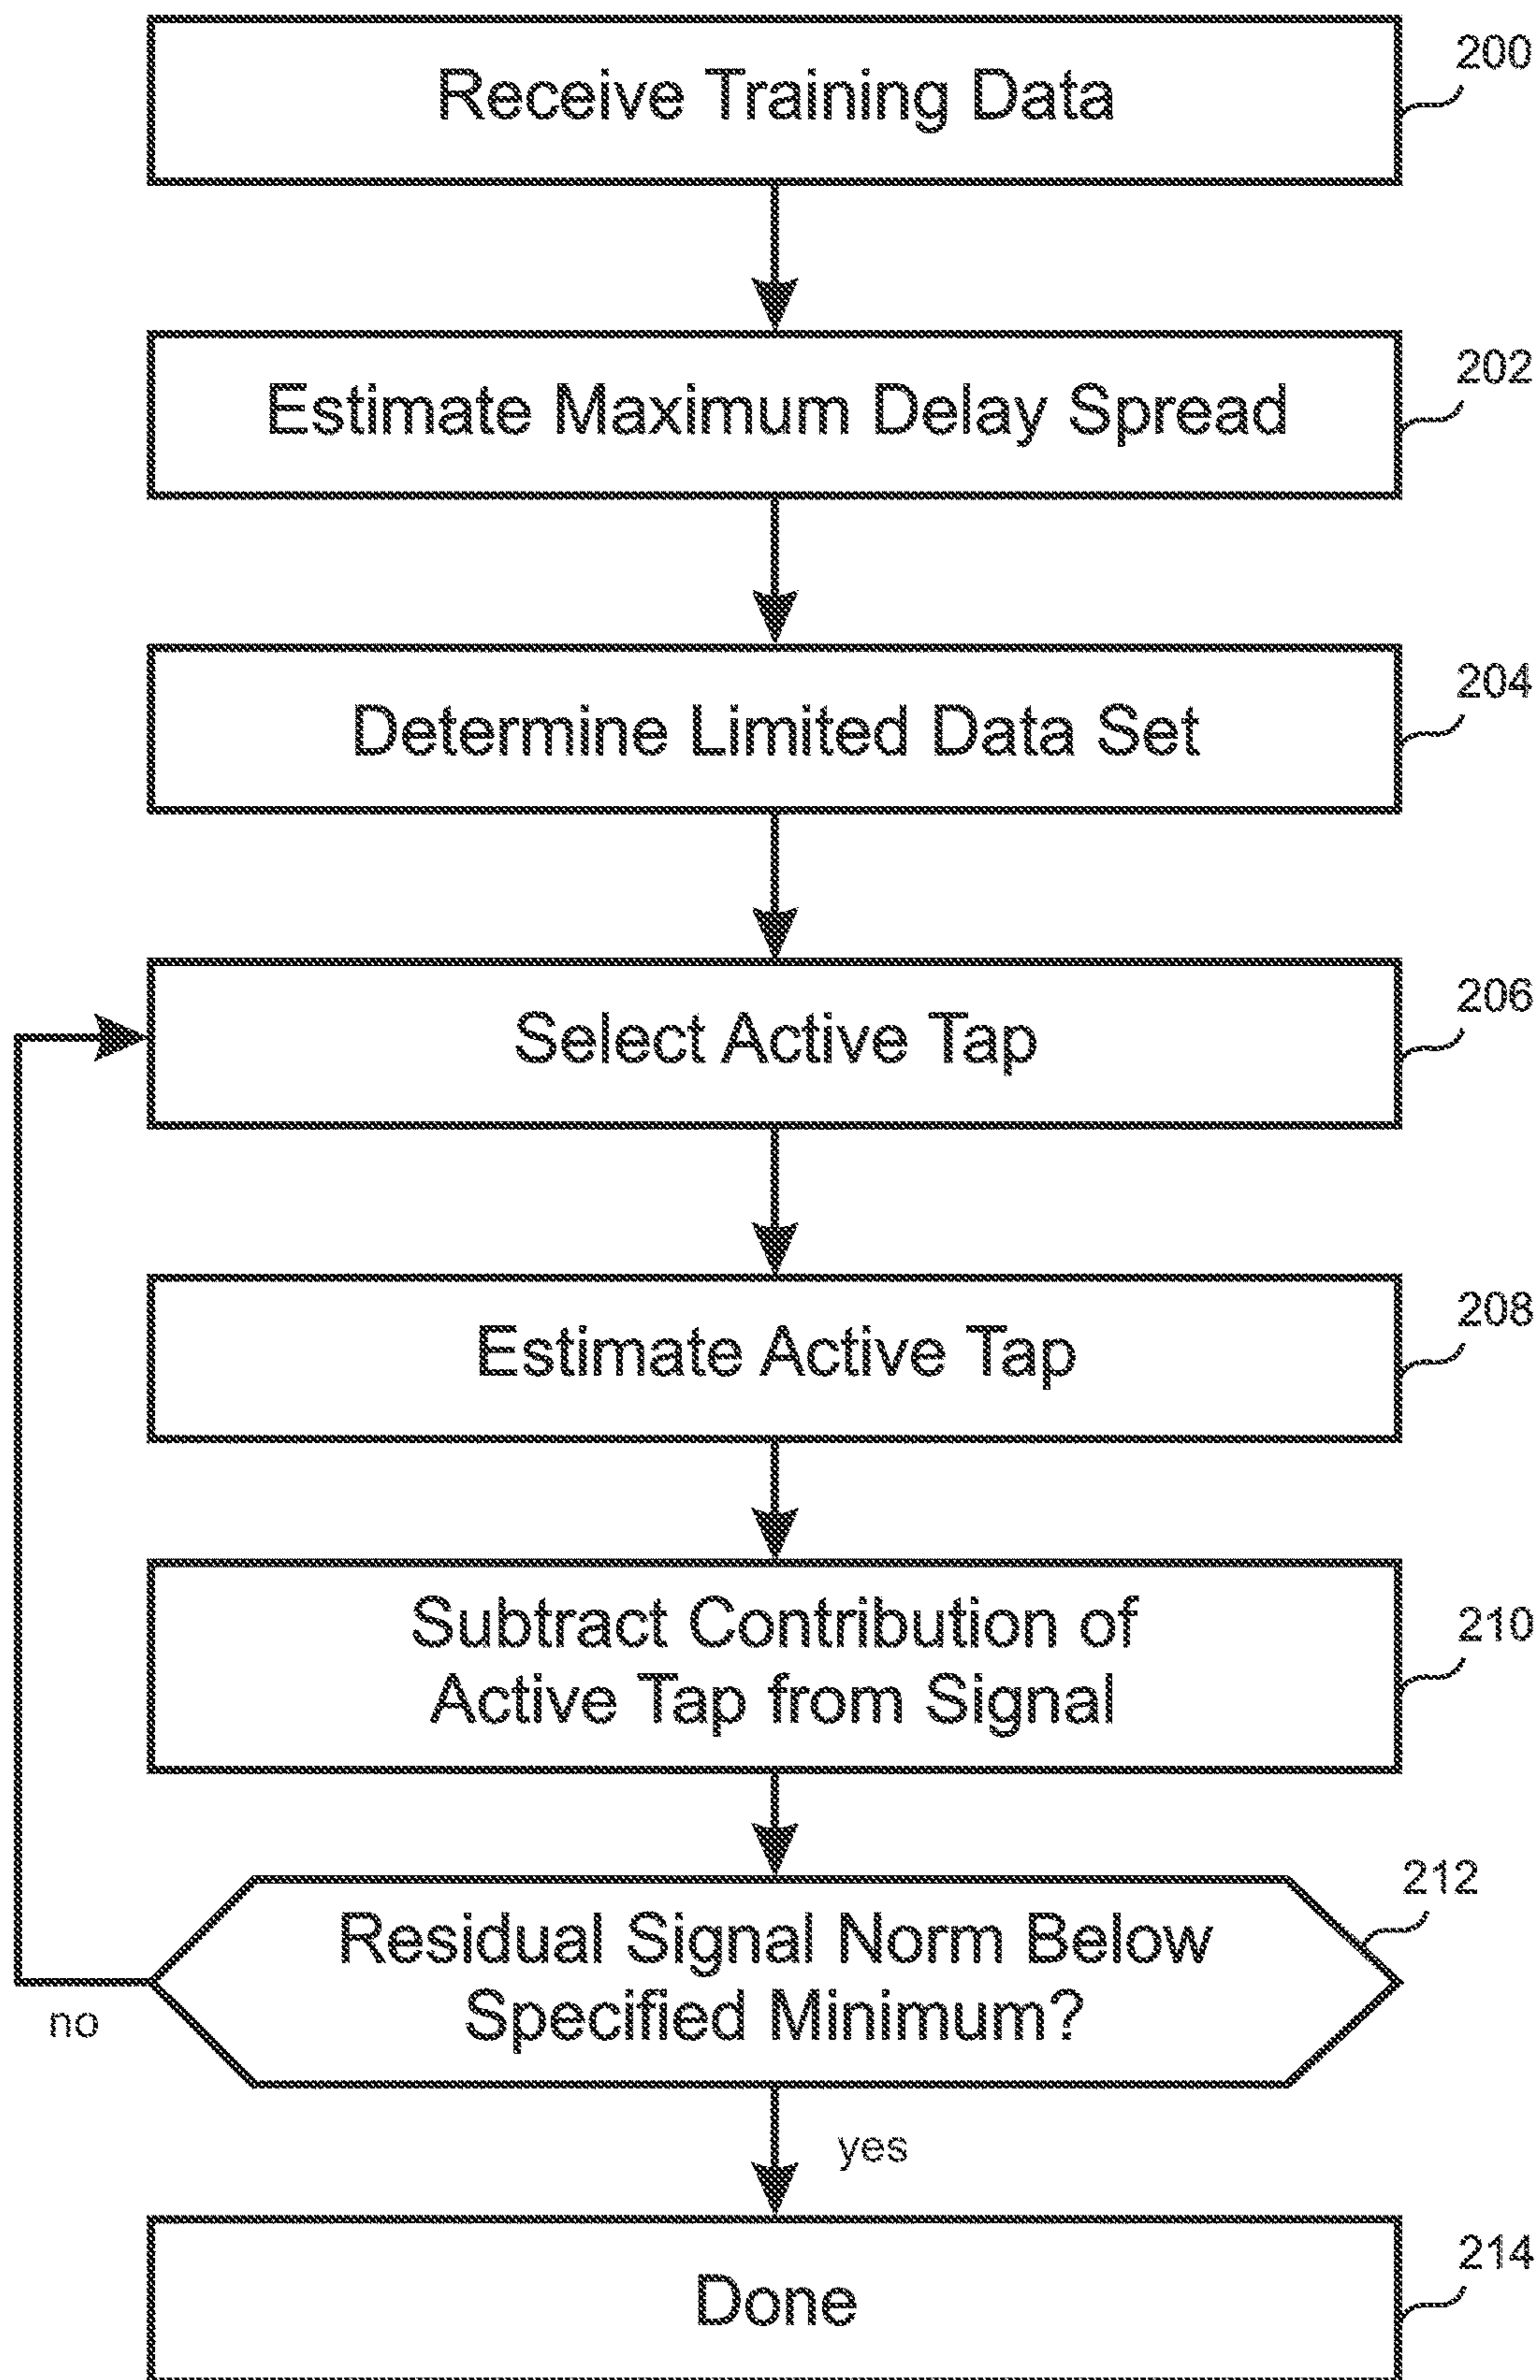 Receive Training Data
200
Estimate Maximum Delay Spread
202
Determine Limited Data Set
204
Select Active Tap
206
Estimate Active Tap
208
Subtract Contribution of
Active Tap from Signal
210
Residual Signal Norm Below
Specified Minimum?
212
no
yes
Done
214